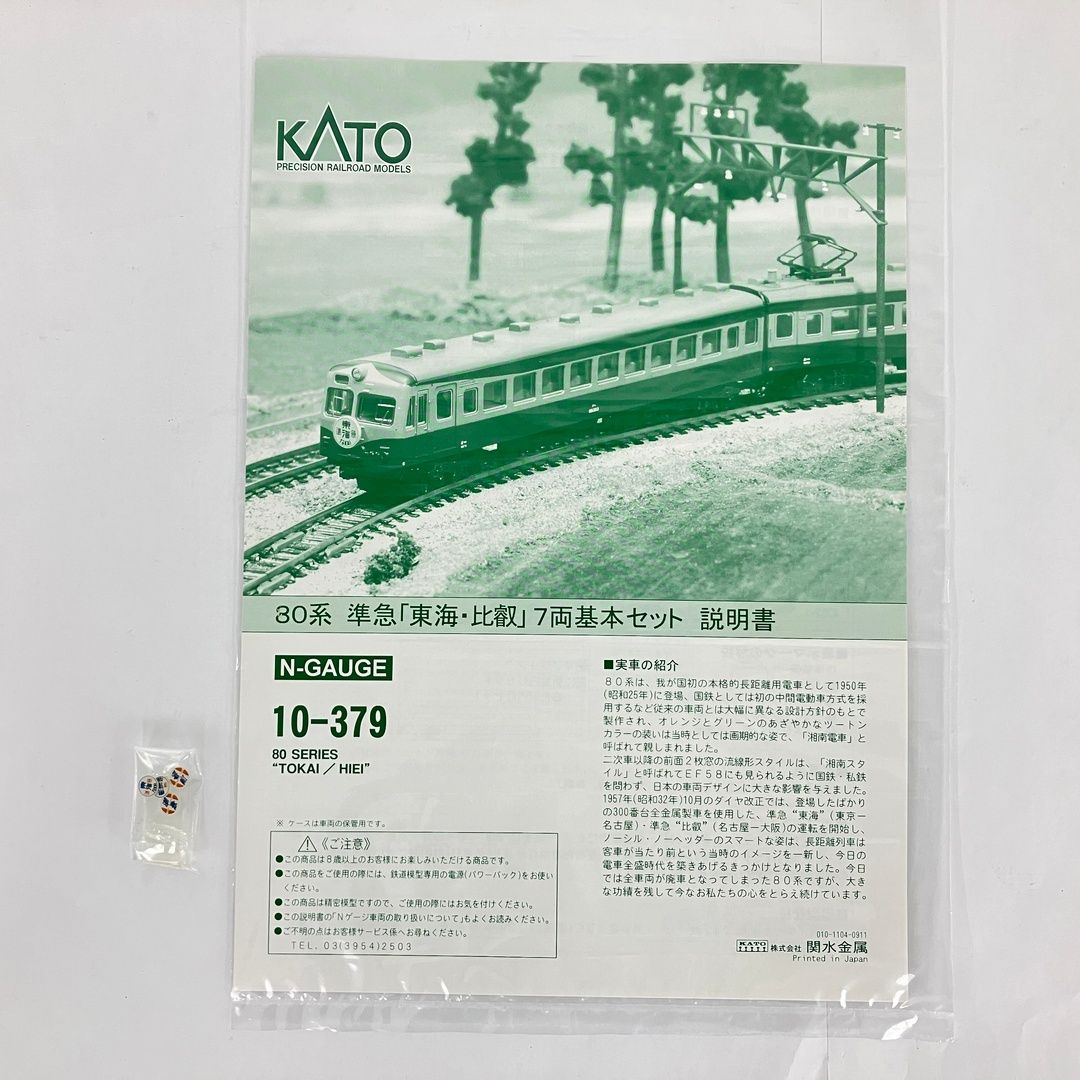 KATO
PRECISION RAILROAD MODELS
東海
80系 準急「東海・比叡」7両基本セット 説明書
N-GAUGE
10-379
80 SERIES
"TOKAI／HIEI"
※ ケースは車両の保管用です。
⚠《ご注意》
●この商品は８歳以上のお客様にお楽しみいただける商品です。
●この商品をご使用の際には、鉄道模型専用の電源(パワーパック)をお使い
ください。
●この商品は精密模型ですので、ご使用の際にはお気を付けください。
●この説明書の「Nゲージ車両の取り扱いについて」もよくお読みください。
●ご不明の点はお客様サービス係へお尋ねください。
TEL. 03(3954)2503
■実車の紹介
８０系は、我が国初の本格的長距離用電車として1950年
(昭和25年)に登場、国鉄としては初の中間電動車方式を採
用するなど従来の車両とは大幅に異なる設計方針のもとで
製作され、オレンジとグリーンのあざやかなツートン
カラーの装いは当時としては画期的な姿で、「湘南電車」と
呼ばれて親しまれました。
二次車以降の前面２枚窓の流線形スタイルは、「湘南スタ
イル」と呼ばれてＥＦ５８にも見られるように国鉄・私鉄
を問わず、日本の車両デザインに大きな影響を与えました。
1957年(昭和32年)10月のダイヤ改正では、登場したばかり
の300番台全金属製車を使用した、準急“東海”(東京ー
名古屋)・準急“比叡”(名古屋ー大阪)の運転を開始し、
ノーシル・ノーヘッダーのスマートな姿は、長距離列車は
客車が当たり前という当時のイメージを一新し、今日の
電車全盛時代を築きあげるきっかけとなりました。今日
では全車両が廃車となってしまった８０系ですが、大き
な功績を残して今なお私たちの心をとらえ続けています。
010-1104-0911
KATO 株式会社 関水金属
Printed in Japan